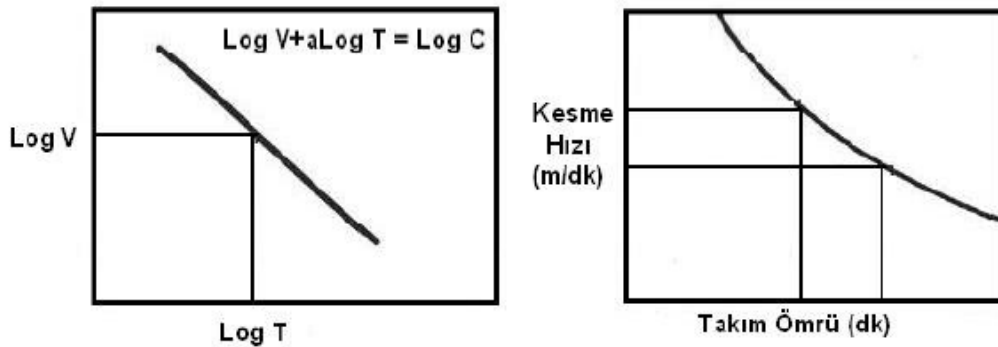 Log V+aLog T = Log C
Log V
Log T
Kesme
Hızı
(m/dk)
Takım Ömrü (dk)